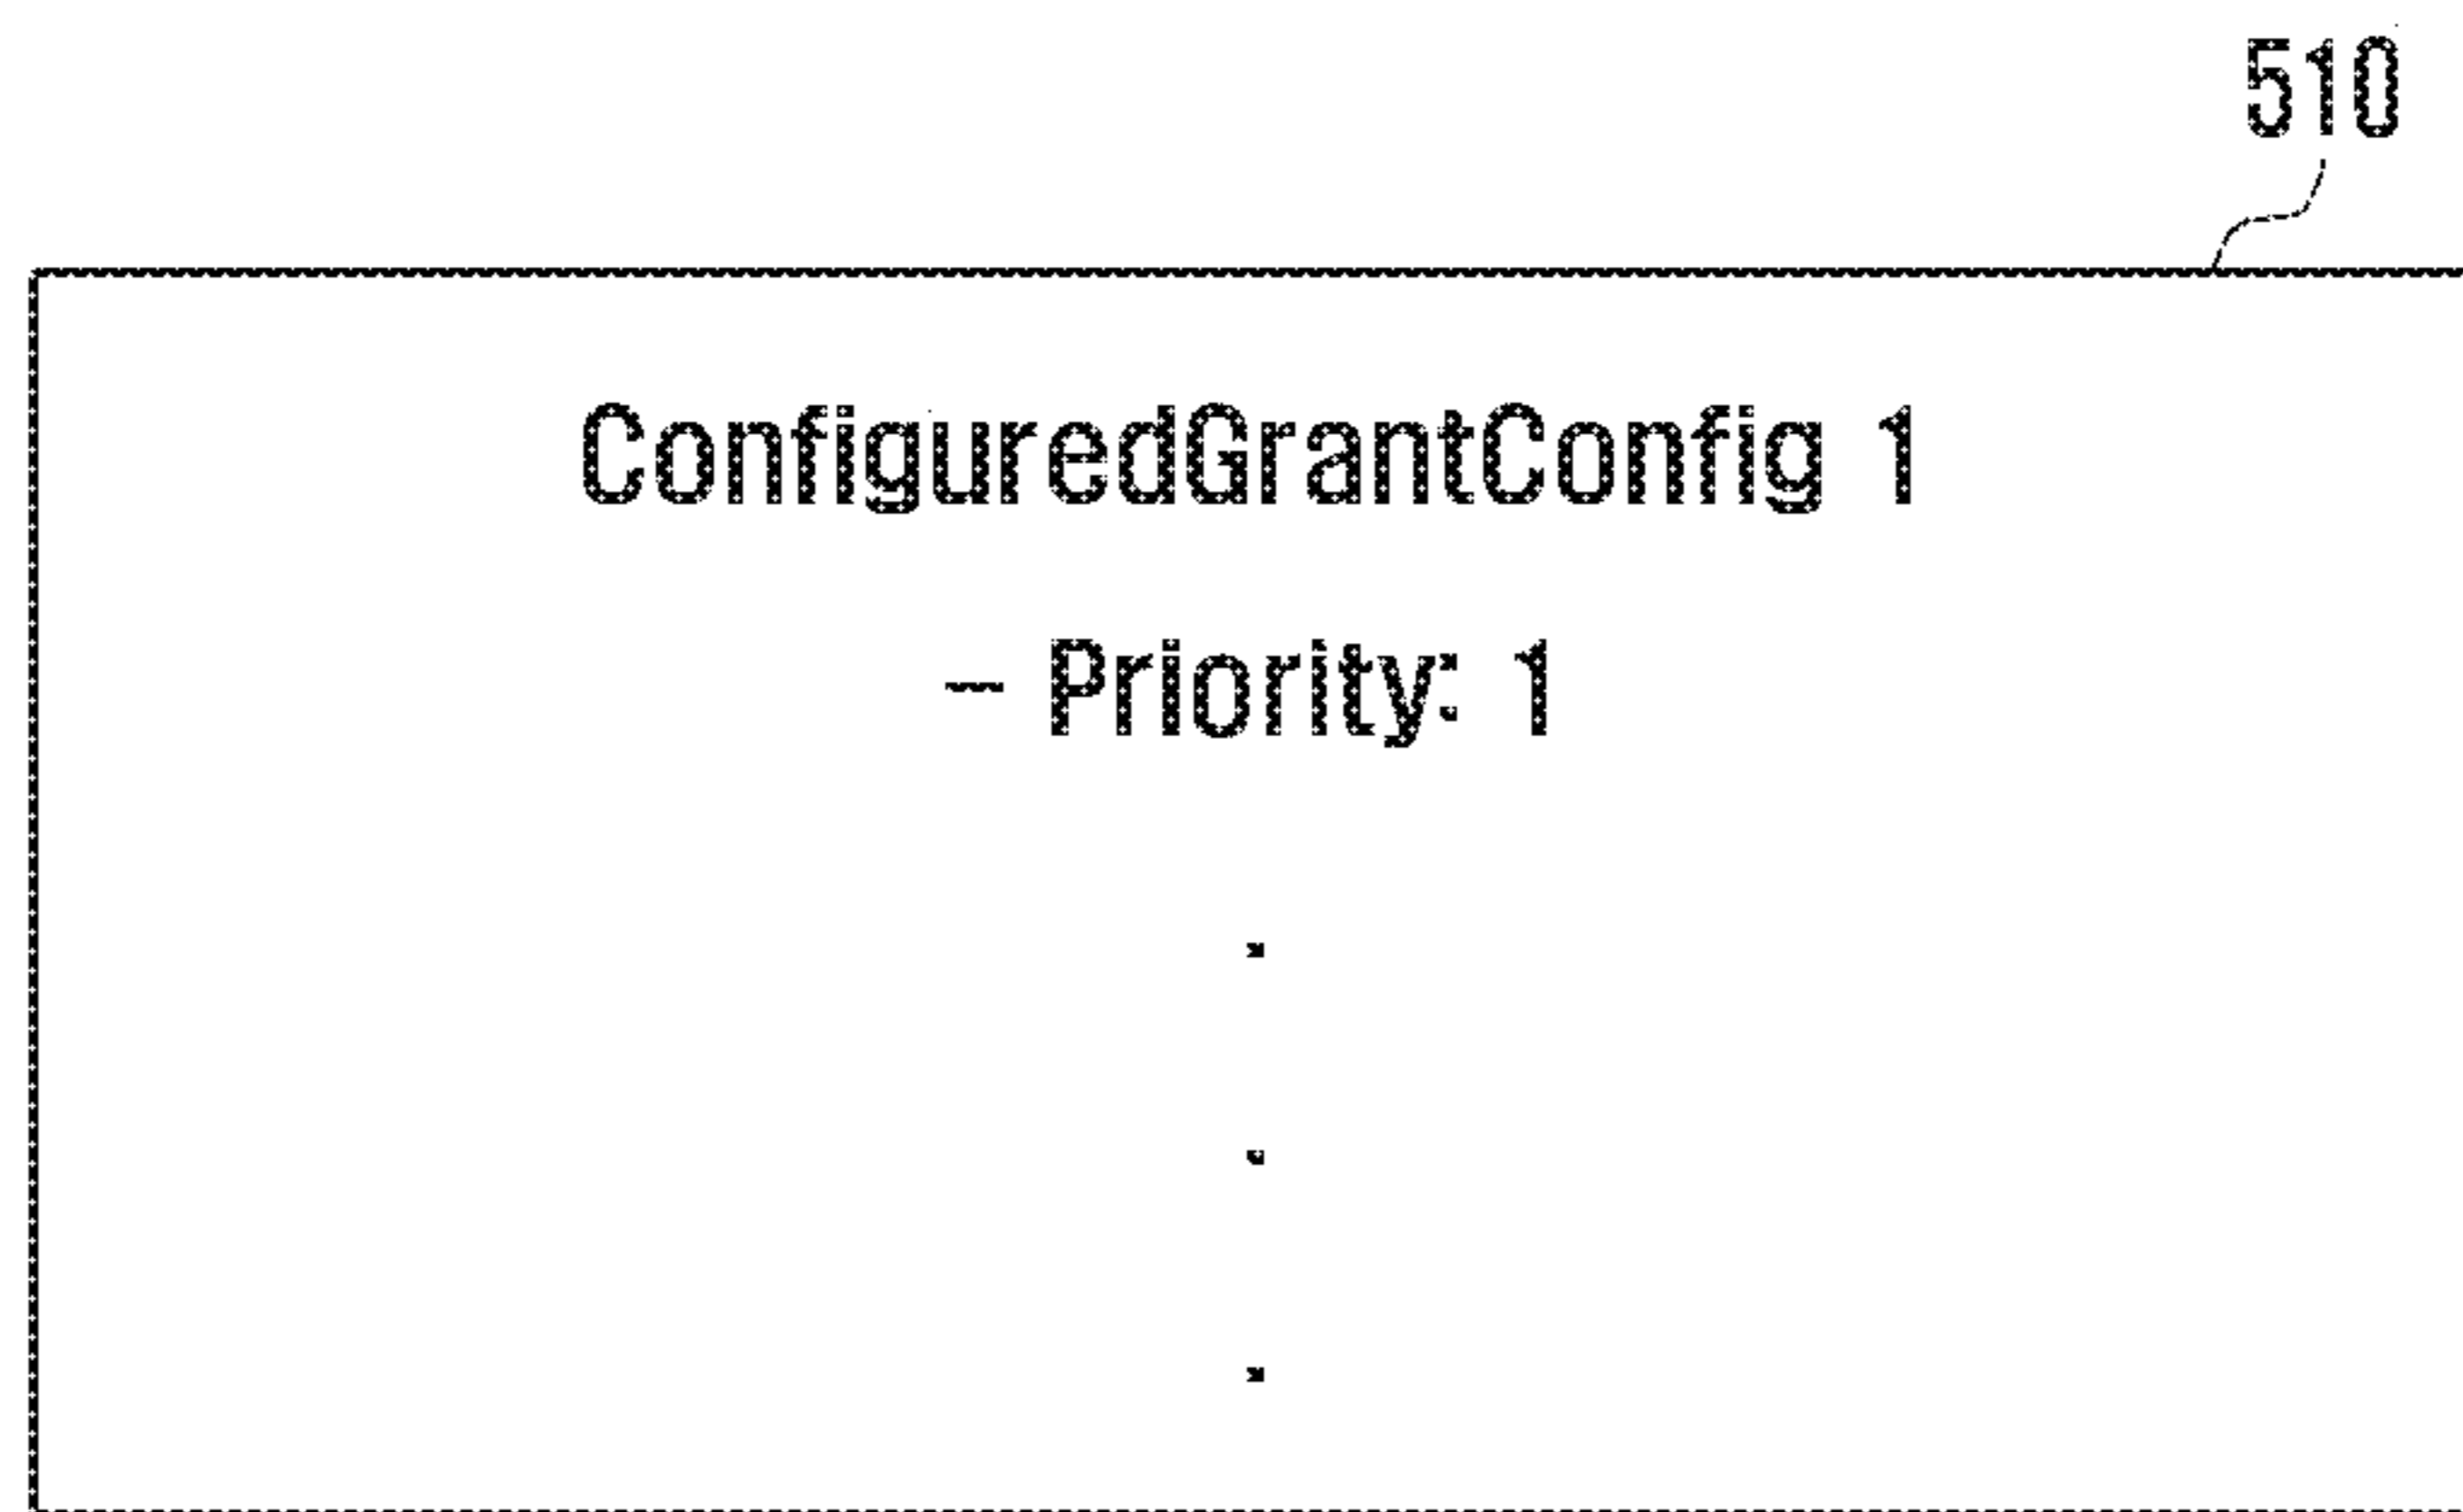 510
ConfiguredGrantConfig 1
– Priority: 1
.
.
.